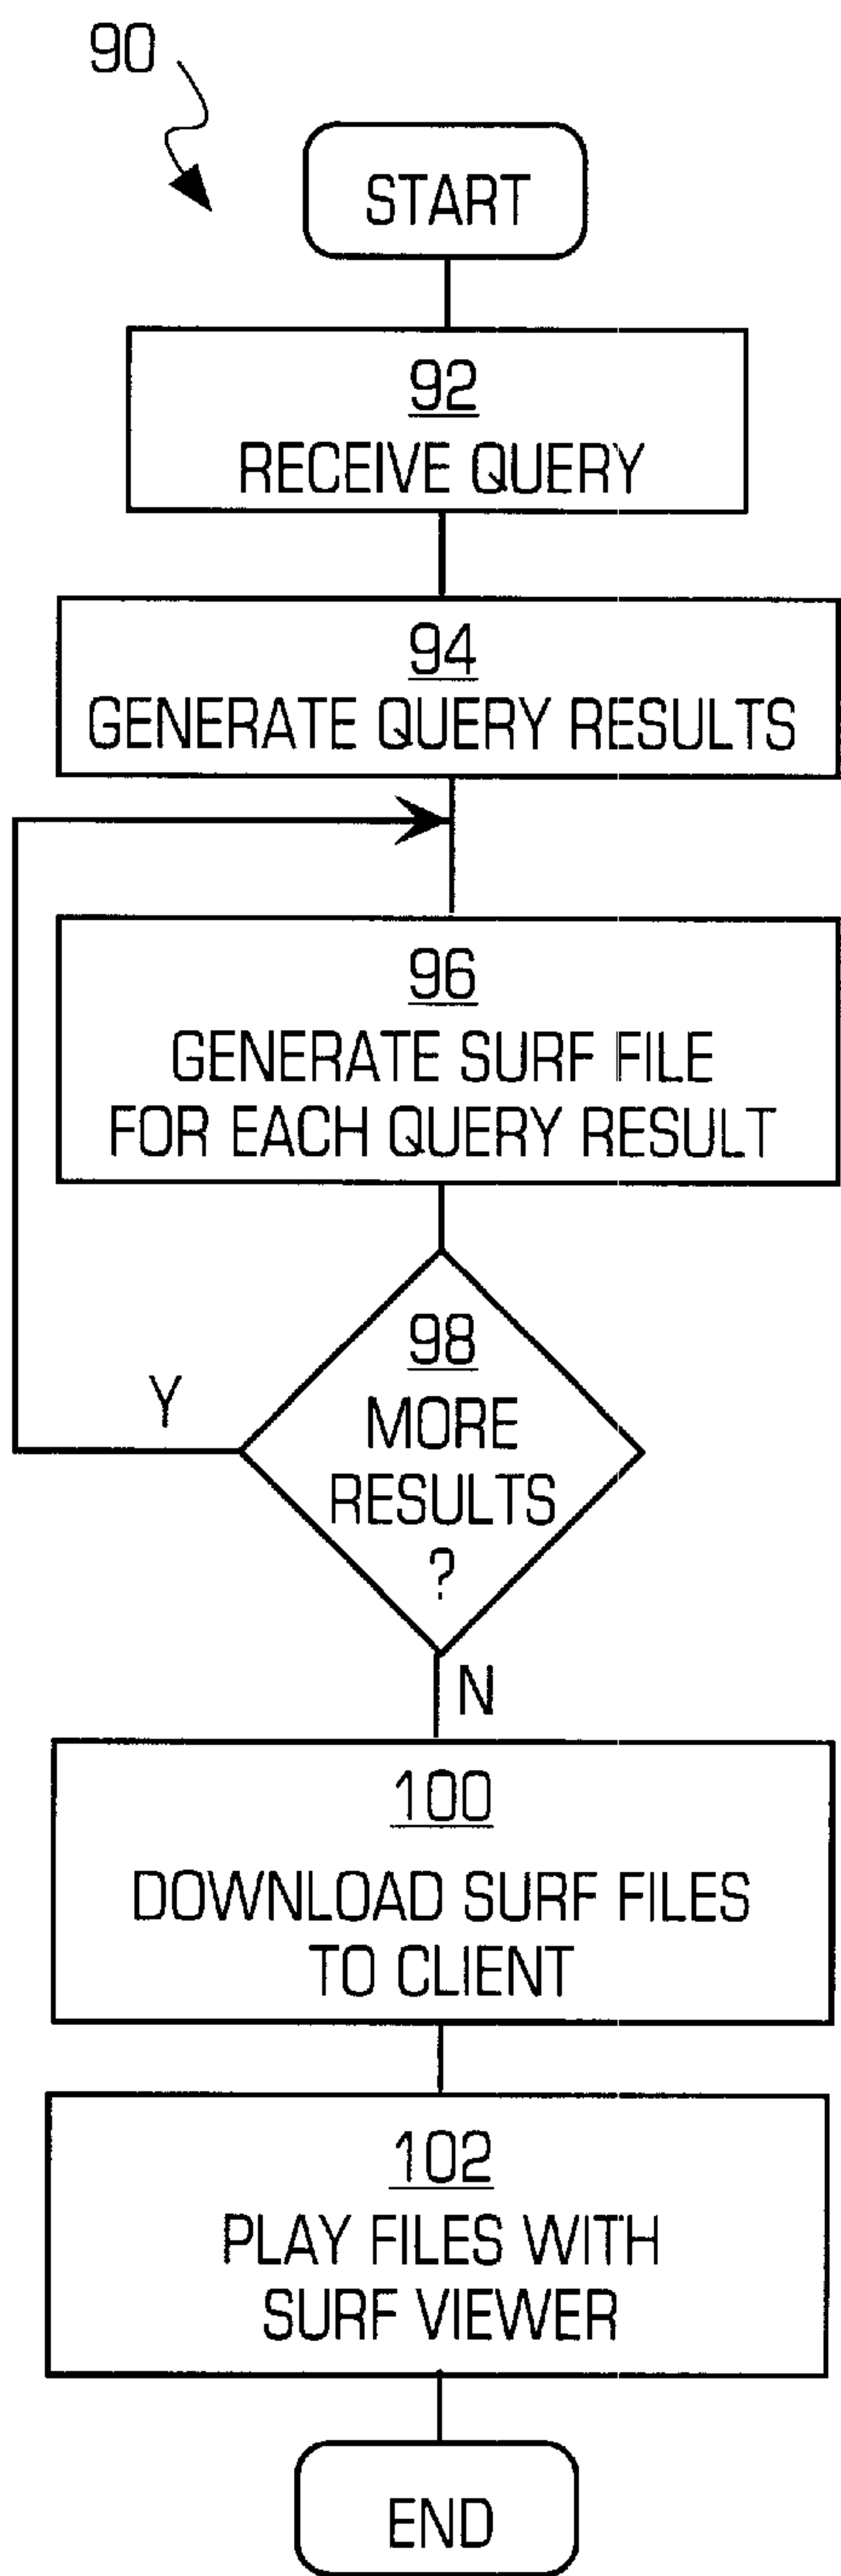 90
START
92
RECEIVE QUERY
94
GENERATE QUERY RESULTS
96
GENERATE SURF FILE
FOR EACH QUERY RESULT
98
MORE
RESULTS
?
Y
N
100
DOWNLOAD SURF FILES
TO CLIENT
102
PLAY FILES WITH
SURF VIEWER
END